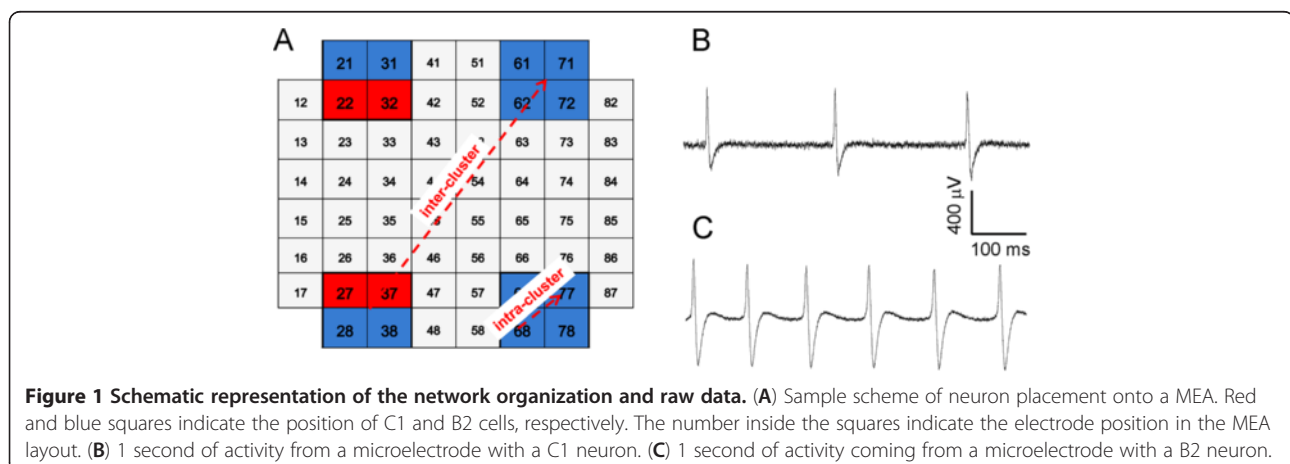 A
21 31 41 51 61 71
12 22 32 42 52 62 72 82
13 23 33 43 63 73 83
14 24 34 54 64 74 84
15 25 35 55 65 75 85
16 26 36 46 56 66 76 86
17 27 37 47 57 77 87
28 38 48 58 68 78
inter-cluster
intra-cluster
B
400 µV
100 ms
C
Figure 1 Schematic representation of the network organization and raw data. (A) Sample scheme of neuron placement onto a MEA. Red
and blue squares indicate the position of C1 and B2 cells, respectively. The number inside the squares indicate the electrode position in the MEA
layout. (B) 1 second of activity from a microelectrode with a C1 neuron. (C) 1 second of activity coming from a microelectrode with a B2 neuron.